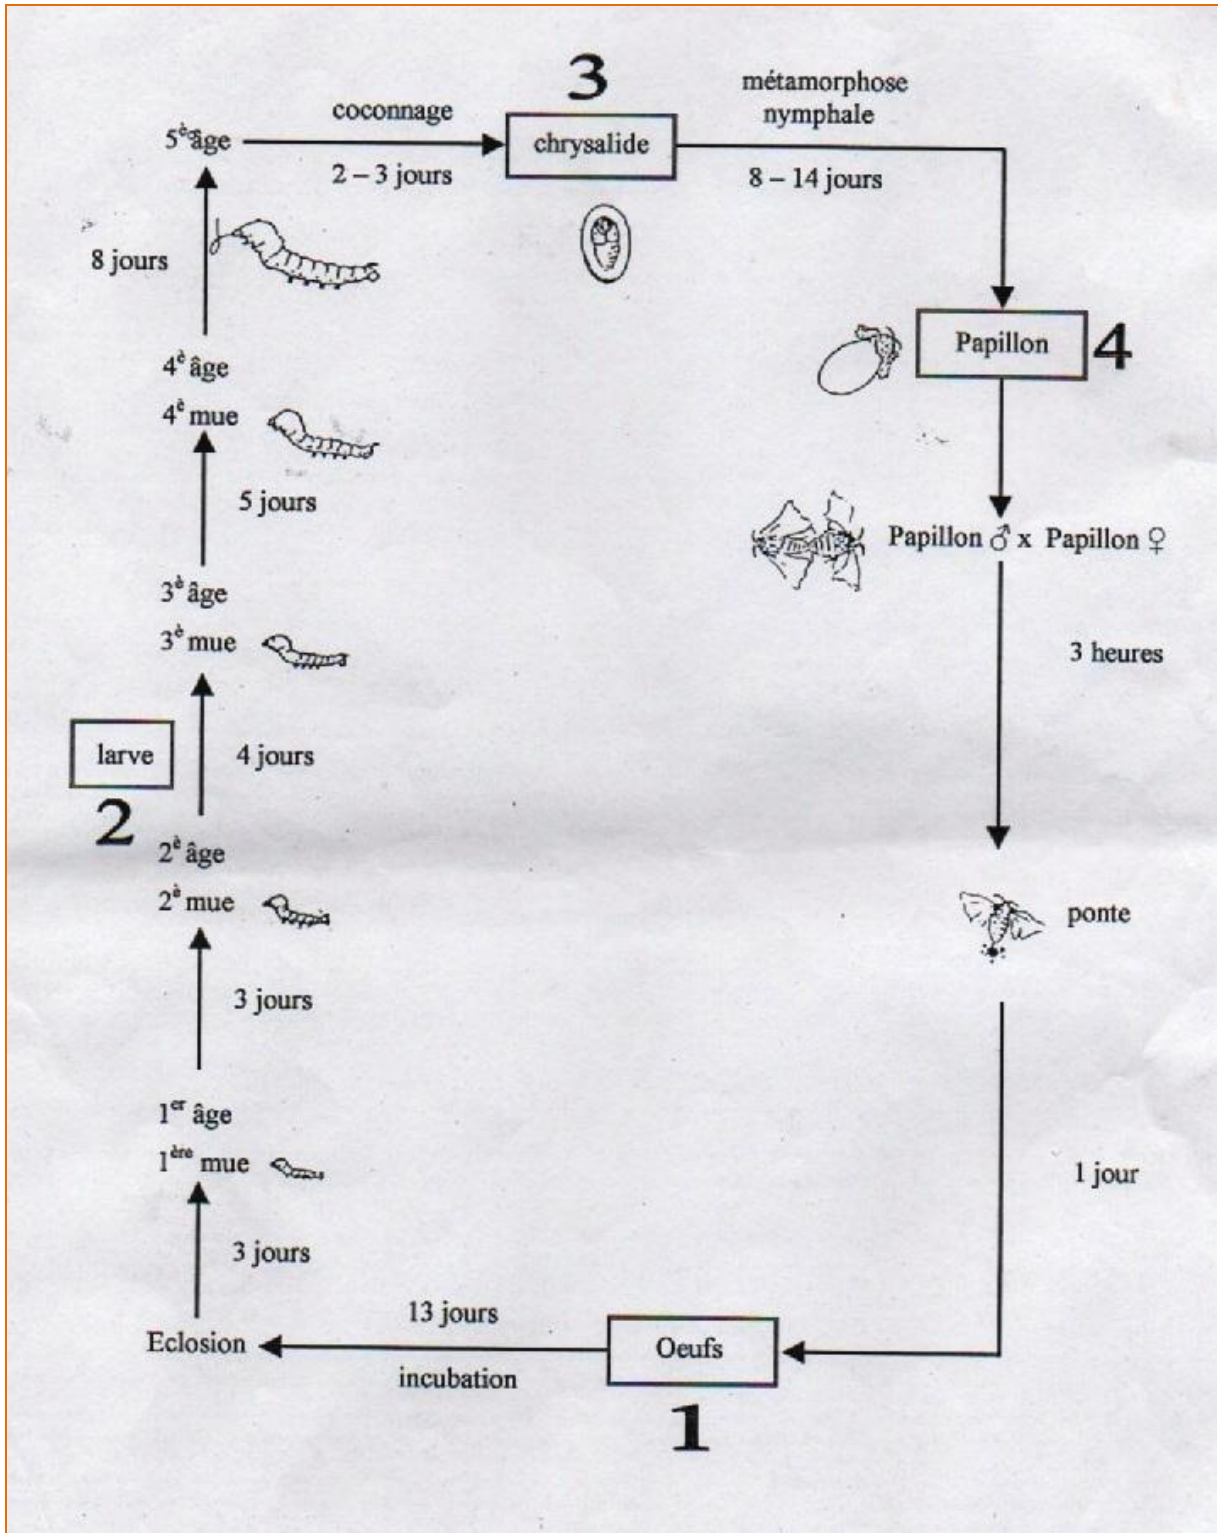 3
coconnage
métamorphose
nymphale
5è âge
chrysalide
2 – 3 jours
8 – 14 jours
8 jours
4è âge
Papillon
4
4è mue
5 jours
Papillon ♂ x Papillon ♀
3è âge
3è mue
3 heures
larve
4 jours
2
2è âge
2è mue
ponte
3 jours
1er âge
1ère mue
1 jour
3 jours
13 jours
Eclosion
Oeufs
incubation
1